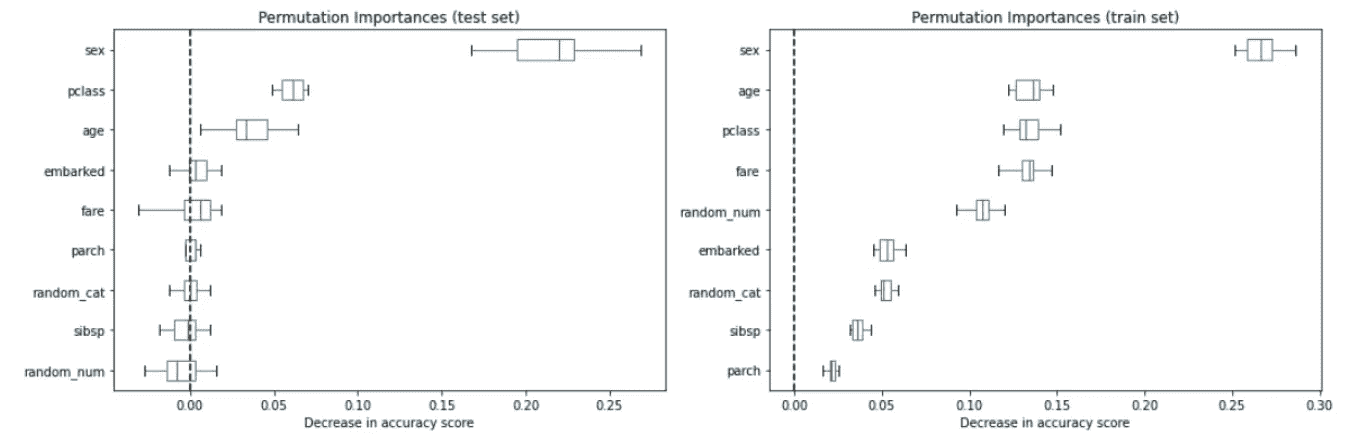 Permutation Importances (test set)
sex
pclass
age
embarked
fare
parch
random_cat
sibsp
random_num
0.00 0.05 0.10 0.15 0.20 0.25
Decrease in accuracy score
Permutation Importances (train set)
sex
age
pclass
fare
random_num
embarked
random_cat
sibsp
parch
0.00 0.05 0.10 0.15 0.20 0.25 0.30
Decrease in accuracy score